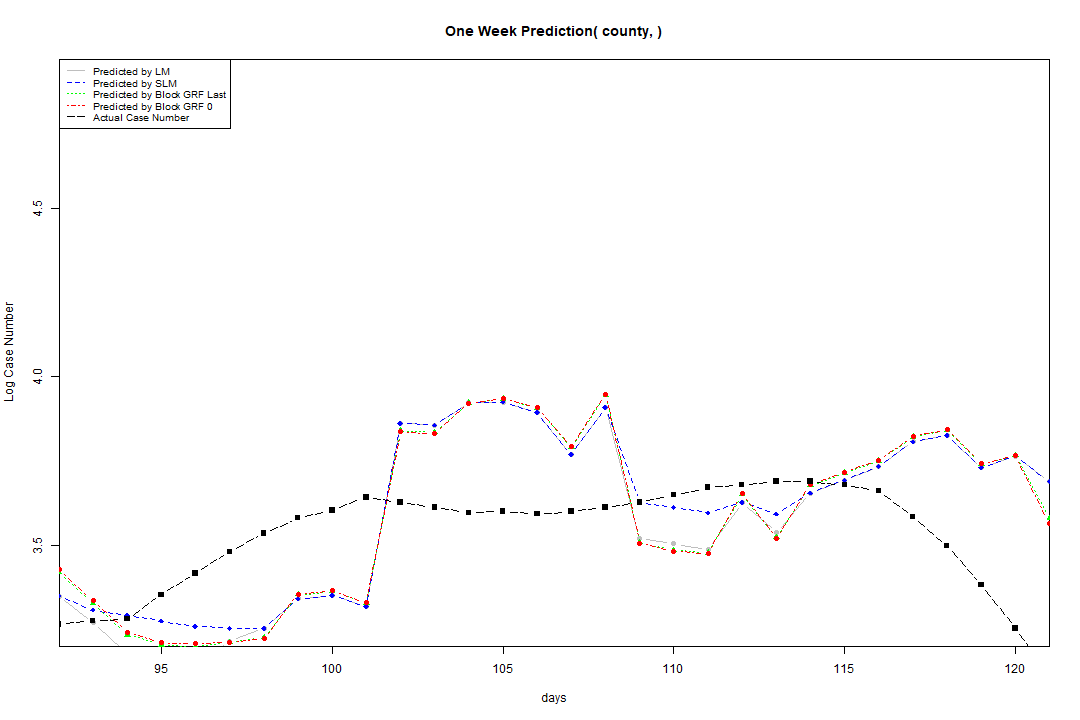 One Week Prediction( county, )
Predicted by LM
Predicted by SLM
Predicted by Block GRF Last
Predicted by Block GRF 0
Actual Case Number
Log Case Number
4.5
4.0
3.5
95
100
105
110
115
120
days